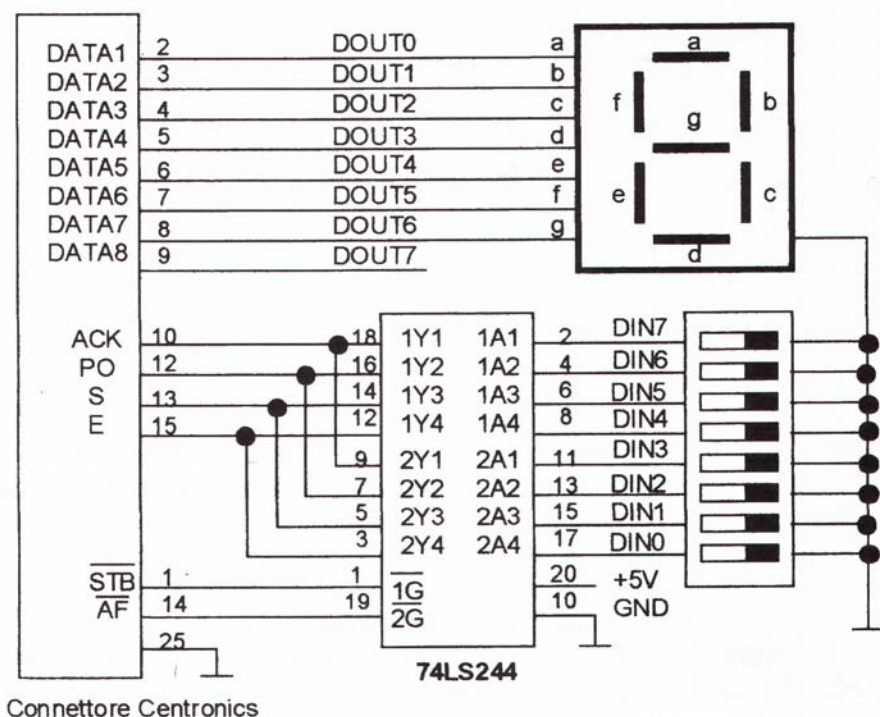 DATA1 2 DOUT0 a
DATA2 3 DOUT1 b
DATA3 4 DOUT2 c
DATA4 5 DOUT3 d
DATA5 6 DOUT4 e
DATA6 7 DOUT5 f
DATA7 8 DOUT6 g
DATA8 9 DOUT7
a
f b
g
e c
d
ACK 10 18 1Y1 1A1 2 DIN7
PO 12 16 1Y2 1A2 4 DIN6
S 13 14 1Y3 1A3 6 DIN5
E 15 12 1Y4 1A4 8 DIN4
9 2Y1 2A1 11 DIN3
7 2Y2 2A2 13 DIN2
5 2Y3 2A3 15 DIN1
3 2Y4 2A4 17 DIN0
STB 1 1 1G 20 +5V
AF 14 19 2G 10 GND
25
74LS244
Connettore Centronics